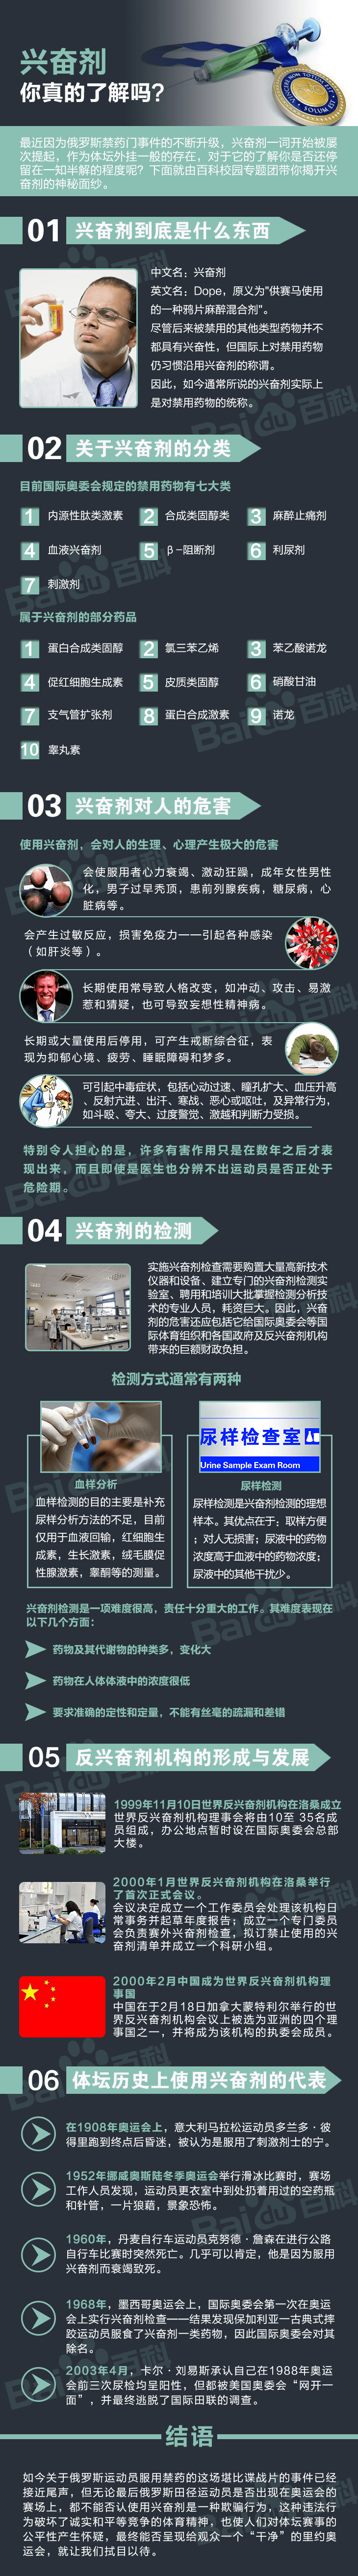 兴奋剂
你真的了解吗?
最近因为俄罗斯禁药门事件的不断升级，兴奋剂一词开始被屡
次提起，作为体坛外挂一般的存在，对于它的了解你是否还停
留在一知半解的程度呢？下面就由百科校园专题团带你揭开兴
奋剂的神秘面纱。
01 兴奋剂到底是什么东西
中文名：兴奋剂
英文名：Dope，原义为"供赛马使用
的一种鸦片麻醉混合剂"。
尽管后来被禁用的其他类型药物并不
都具有兴奋性，但国际上对禁用药物
仍习惯沿用兴奋剂的称谓。
因此，如今通常所说的兴奋剂实际上
是对禁用药物的统称。
02 关于兴奋剂的分类
目前国际奥委会规定的禁用药物有七大类
1 内源性肽类激素 2 合成类固醇类 3 麻醉止痛剂
4 血液兴奋剂 5 β-阻断剂 6 利尿剂
7 刺激剂
属于兴奋剂的部分药品
1 蛋白合成类固醇 2 氯三苯乙烯 3 苯乙酸诺龙
4 促红细胞生成素 5 皮质类固醇 6 硝酸甘油
7 支气管扩张剂 8 蛋白合成激素 9 诺龙
10 睾丸素
03 兴奋剂对人的危害
使用兴奋剂，会对人的生理、心理产生极大的危害
会使服用者心力衰竭、激动狂躁，成年女性男性
化，男子过早秃顶，患前列腺疾病，糖尿病，心
脏病等。
会产生过敏反应，损害免疫力——引起各种感染
（如肝炎等）。
长期使用常导致人格改变，如冲动、攻击、易激
惹和猜疑，也可导致妄想性精神病。
长期或大量使用后停用，可产生戒断综合征，表
现为抑郁心境、疲劳、睡眠障碍和梦多。
可引起中毒症状，包括心动过速、瞳孔扩大、血压升高
、反射亢进、出汗、寒战、恶心或呕吐，及异常行为，
如斗殴、夸大、过度警觉、激越和判断力受损。
特别令人担心的是，许多有害作用只是在数年之后才表
现出来，而且即使是医生也分辨不出运动员是否正处于
危险期。
04 兴奋剂的检测
实施兴奋剂检查需要购置大量高新技术
仪器和设备、建立专门的兴奋剂检测实
验室、聘用和培训大批掌握检测分析技
术的专业人员，耗资巨大。因此，兴奋
剂的危害还应包括它给国际奥委会等国
际体育组织和各国政府及反兴奋剂机构
带来的巨额财政负担。
检测方式通常有两种
尿样检查室
Urine Sample Exam Room
血样分析
血样检测的目的主要是补充
尿样分析方法的不足，目前
仅用于血液回输，红细胞生
成素，生长激素，绒毛膜促
性腺激素，睾酮等的测量。
尿样检测
尿样检测是兴奋剂检测的理想
样本。其优点在于：取样方便
；对人无损害；尿液中的药物
浓度高于血液中的药物浓度；
尿液中的其他干扰少。
兴奋剂检测是一项难度很高，责任十分重大的工作。其难度表现在
以下几个方面：
药物及其代谢物的种类多，变化大
药物在人体体液中的浓度很低
要求准确的定性和定量，不能有丝毫的疏漏和差错
05 反兴奋剂机构的形成与发展
1999年11月10日世界反兴奋剂机构在洛桑成立
世界反兴奋剂机构理事会将由10至 35名成
员组成，办公地点暂时设在国际奥委会总部
大楼。
2000年1月世界反兴奋剂机构在洛桑举行
了首次正式会议。
会议决定成立一个工作委员会处理该机构日
常事务并起草年度报告；成立一个专门委员
会负责赛外兴奋剂检查，拟订禁止使用的兴
奋剂清单并成立一个科研小组。
2000年2月中国成为世界反兴奋剂机构理
事国
中国在于2月18日加拿大蒙特利尔举行的世
界反兴奋剂机构会议上被选为亚洲的四个理
事国之一，并将成为该机构的执委会成员。
06 体坛历史上使用兴奋剂的代表
在1908年奥运会上，意大利马拉松运动员多兰多·彼
得里跑到终点后昏迷，被认为是服用了刺激剂士的宁。
1952年挪威奥斯陆冬季奥运会举行滑冰比赛时，赛场
工作人员发现，运动员更衣室中到处扔着用过的空药瓶
和针管，一片狼藉，景象恐怖。
1960年，丹麦自行车运动员克努德·詹森在进行公路
自行车比赛时突然死亡。几乎可以肯定，他是因为服用
兴奋剂而衰竭致死。
1968年，墨西哥奥运会上，国际奥委会第一次在奥运
会上实行兴奋剂检查——结果发现保加利亚一古典式摔
跤运动员服食了兴奋剂一类药物，因此国际奥委会对其
除名。
2003年4月，卡尔·刘易斯承认自己在1988年奥运
会前三次尿检均呈阳性，但都被美国奥委会“网开一
面”，并最终逃脱了国际田联的调查。
结语
如今关于俄罗斯运动员服用禁药的这场堪比谍战片的事件已经
接近尾声，但无论最后俄罗斯田径运动员是否出现在奥运会的
赛场上，都不能否认使用兴奋剂是一种欺骗行为，这种违法行
为破坏了诚实和平等竞争的体育精神，也使人们对体坛赛事的
公平性产生怀疑，最终能否呈现给观众一个“干净”的里约奥
运会，就让我们拭目以待。